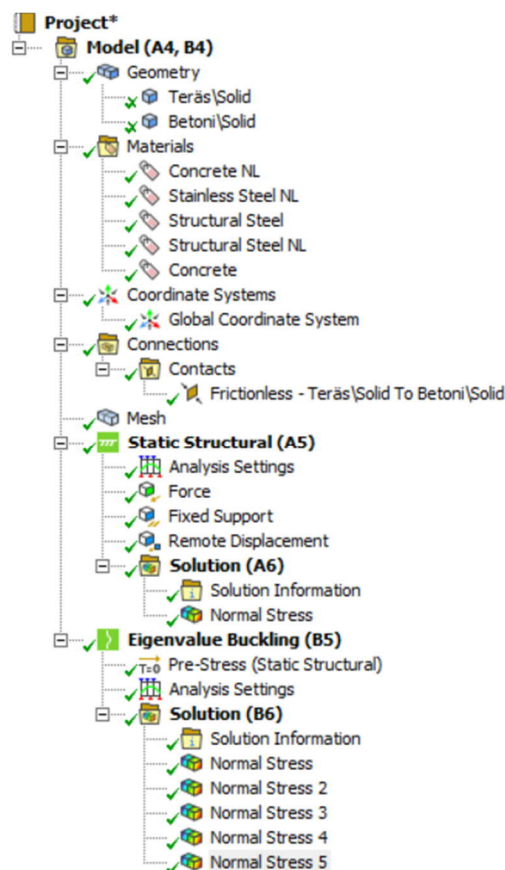 Project*
Model (A4, B4)
Geometry
Teräs\Solid
Betoni\Solid
Materials
Concrete NL
Stainless Steel NL
Structural Steel
Structural Steel NL
Concrete
Coordinate Systems
Global Coordinate System
Connections
Contacts
Frictionless - Teräs\Solid To Betoni\Solid
Mesh
Static Structural (A5)
Analysis Settings
Force
Fixed Support
Remote Displacement
Solution (A6)
Solution Information
Normal Stress
Eigenvalue Buckling (B5)
T=0 Pre-Stress (Static Structural)
Analysis Settings
Solution (B6)
Solution Information
Normal Stress
Normal Stress 2
Normal Stress 3
Normal Stress 4
Normal Stress 5